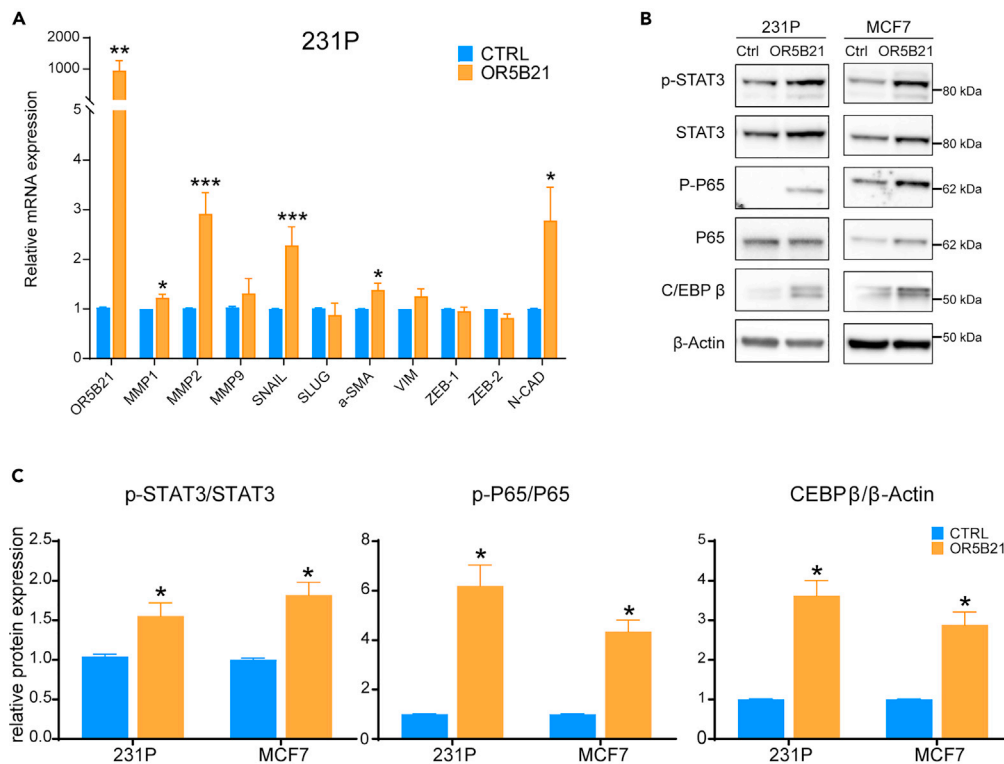 A
231P
CTRL
OR5B21
Relative mRNA expression
2000
1000
5
4
3
2
1
0
**
*
***
***
*
*
OR5B21
MMP1
MMP2
MMP9
SNAIL
SLUG
a-SMA
VIM
ZEB-1
ZEB-2
N-CAD
B
231P MCF7
Ctrl OR5B21 Ctrl OR5B21
p-STAT3 80 kDa
STAT3 80 kDa
P-P65 62 kDa
P65 62 kDa
C/EBP β 50 kDa
β-Actin 50 kDa
C
relative protein expression
p-STAT3/STAT3
2.5
2.0
1.5
1.0
0.5
0.0
* *
231P MCF7
p-P65/P65
8
6
4
2
0
* *
231P MCF7
CEBPβ/β-Actin
CTRL
OR5B21
5
4
3
2
1
0
* *
231P MCF7